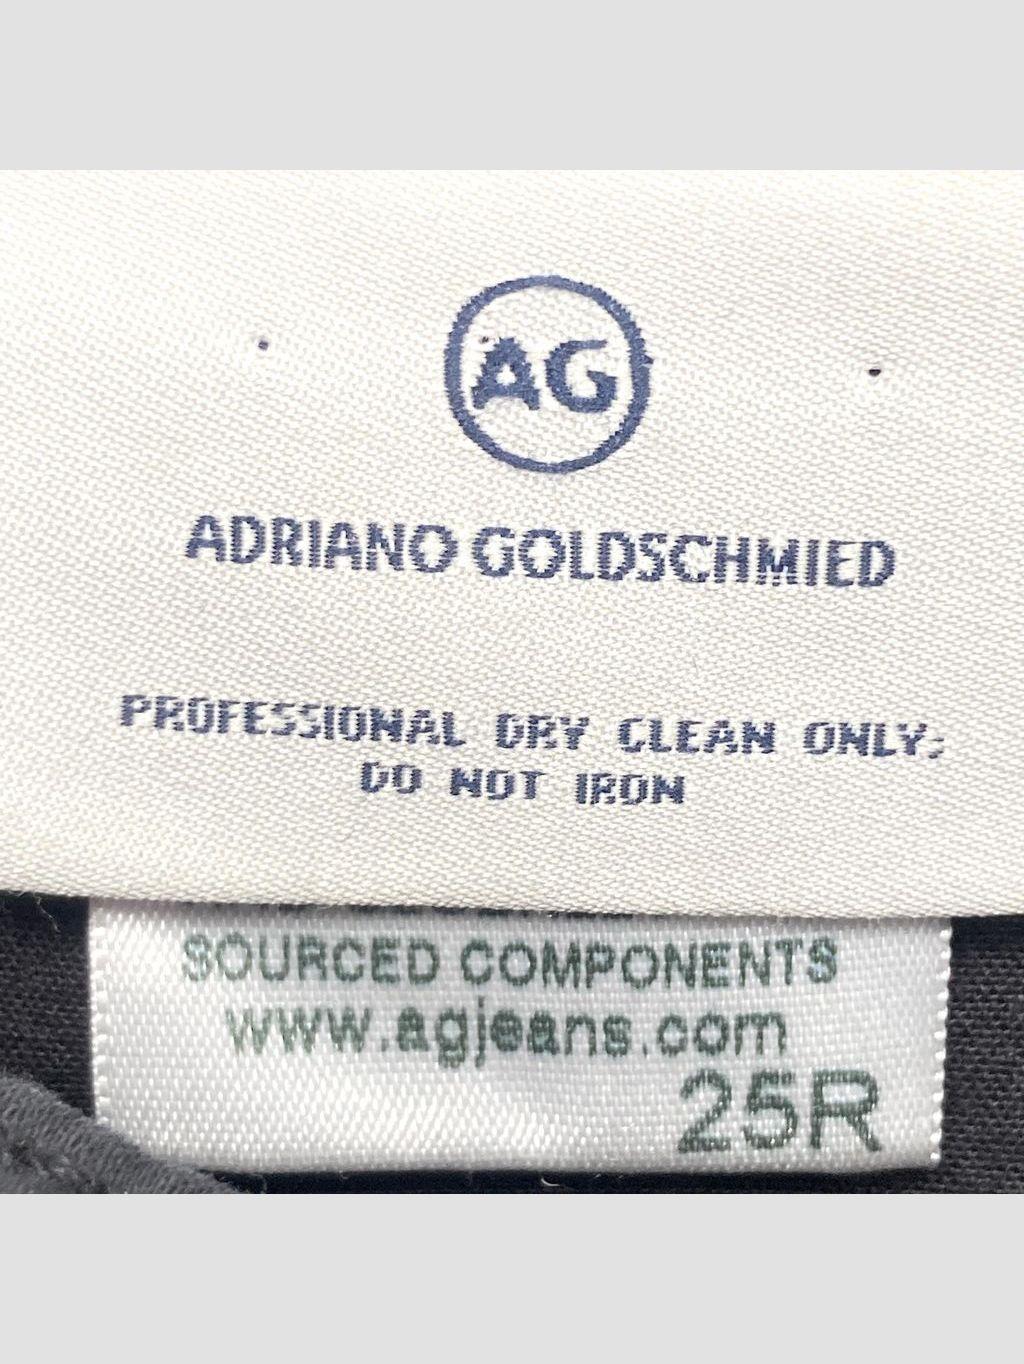 AG
ADRIANO GOLDSCHMIED
PROFESSIONAL DRY CLEAN ONLY;
DO NOT IRON
SOURCED COMPONENTS
www.agjeans.com
25R